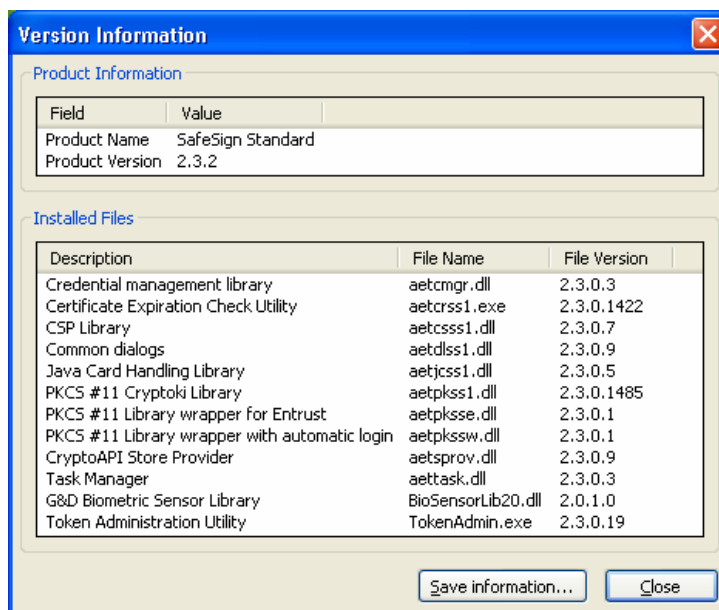 Version Information
Product Information
Field Value
Product Name SafeSign Standard
Product Version 2.3.2
Installed Files
Description File Name File Version
Credential management library aetcmgr.dll 2.3.0.3
Certificate Expiration Check Utility aetcrss1.exe 2.3.0.1422
CSP Library aetcsss1.dll 2.3.0.7
Common dialogs aetdlss1.dll 2.3.0.9
Java Card Handling Library aetjcss1.dll 2.3.0.5
PKCS #11 Cryptoki Library aetpkss1.dll 2.3.0.1485
PKCS #11 Library wrapper for Entrust aetpksse.dll 2.3.0.1
PKCS #11 Library wrapper with automatic login aetpkssw.dll 2.3.0.1
CryptoAPI Store Provider aetsprov.dll 2.3.0.9
Task Manager aettask.dll 2.3.0.3
G&D Biometric Sensor Library BioSensorLib20.dll 2.0.1.0
Token Administration Utility TokenAdmin.exe 2.3.0.19
Save information... Close